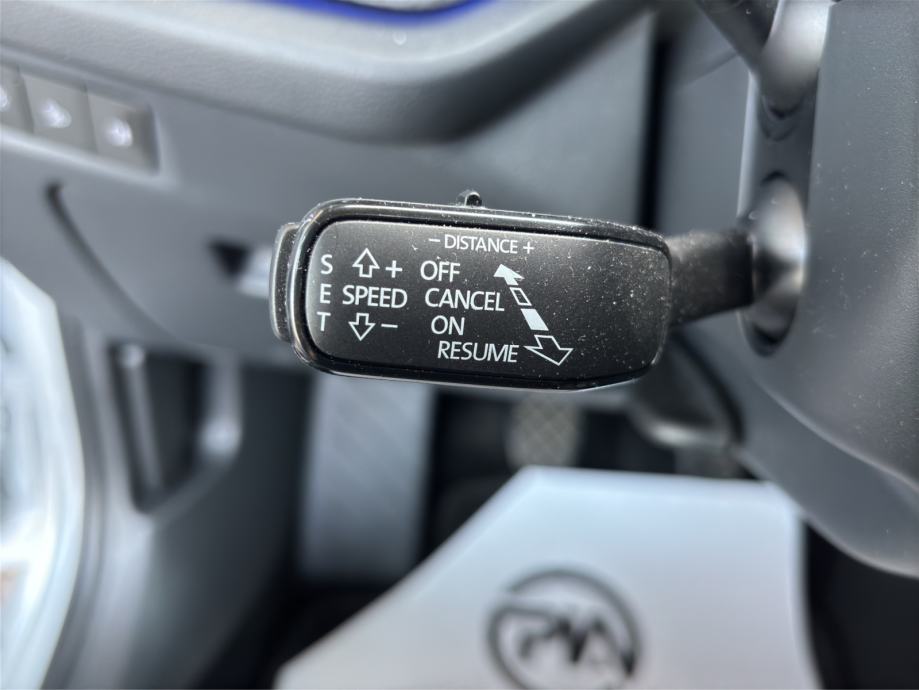 − DISTANCE +
S + OFF
E SPEED CANCEL
T − ON
RESUME